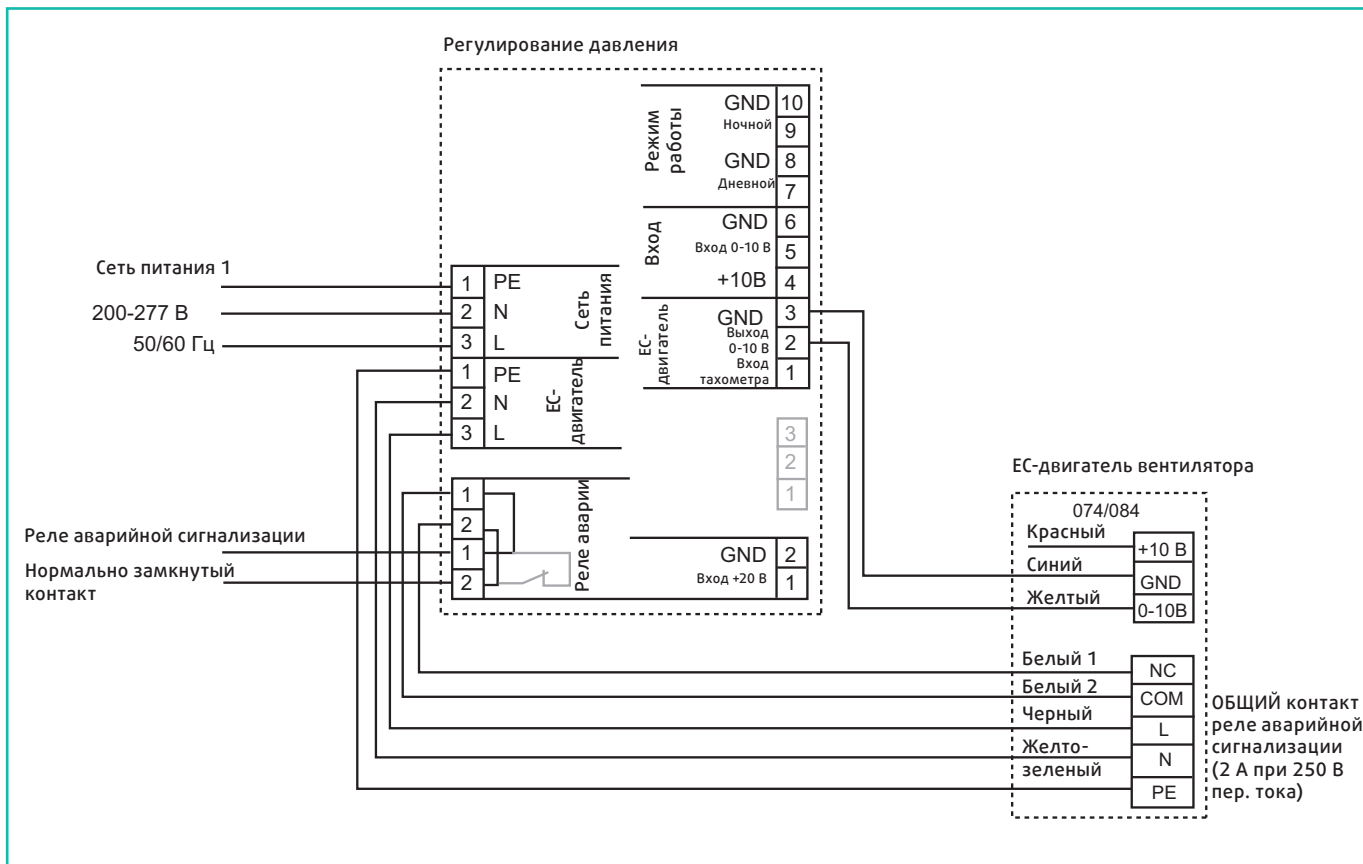 Регулирование давления
Режим
работы
GND 10
Ночной 9
GND 8
Дневной 7
Вход
GND 6
Вход 0-10 В 5
+10В 4
ЕС-
двигатель
GND 3
Выход
0-10 В 2
Вход
тахометра 1
Сеть питания 1
200-277 В
50/60 Гц
1 PE
2 N
3 L
Сеть
питания
1 PE
2 N
3 L
ЕС-
двигатель
3
2
1
1
2
1
2
Реле аварии
Реле аварийной сигнализации
Нормально замкнутый
контакт
GND 2
Вход +20 В 1
ЕС-двигатель вентилятора
074/084
Красный +10 В
Синий GND
Желтый 0-10В
Белый 1 NC
Белый 2 COM
Черный L
Желто-
зеленый
N
PE
ОБЩИЙ контакт
реле аварийной
сигнализации
(2 А при 250 В
пер. тока)